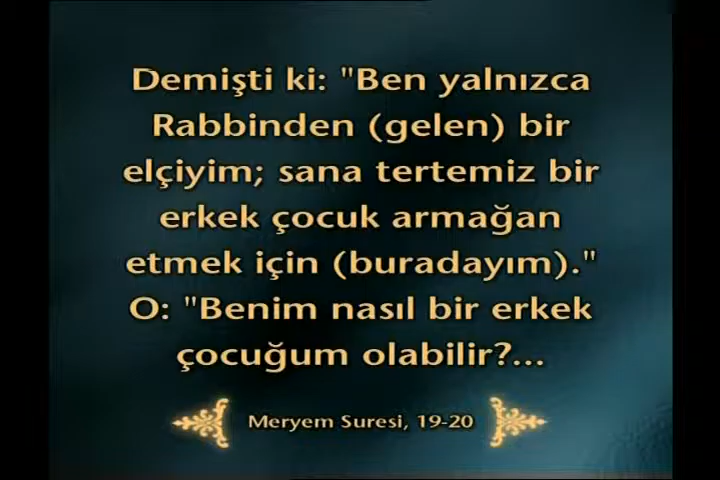 Demişti ki: "Ben yalnızca
Rabbinden (gelen) bir
elçiyim; sana tertemiz bir
erkek çocuk armağan
etmek için (buradayım)."
O: "Benim nasıl bir erkek
çocuğum olabilir?...
Meryem Suresi, 19-20